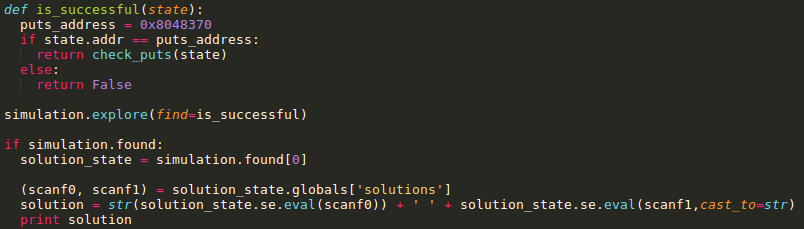 def is_successful(state):
  puts_address = 0x8048370
  if state.addr == puts_address:
    return check_puts(state)
  else:
    return False
simulation.explore(find=is_successful)
if simulation.found:
  solution_state = simulation.found[0]
  (scanf0, scanf1) = solution_state.globals['solutions']
  solution = str(solution_state.se.eval(scanf0)) + ' ' + solution_state.se.eval(scanf1,cast_to=str)
  print solution